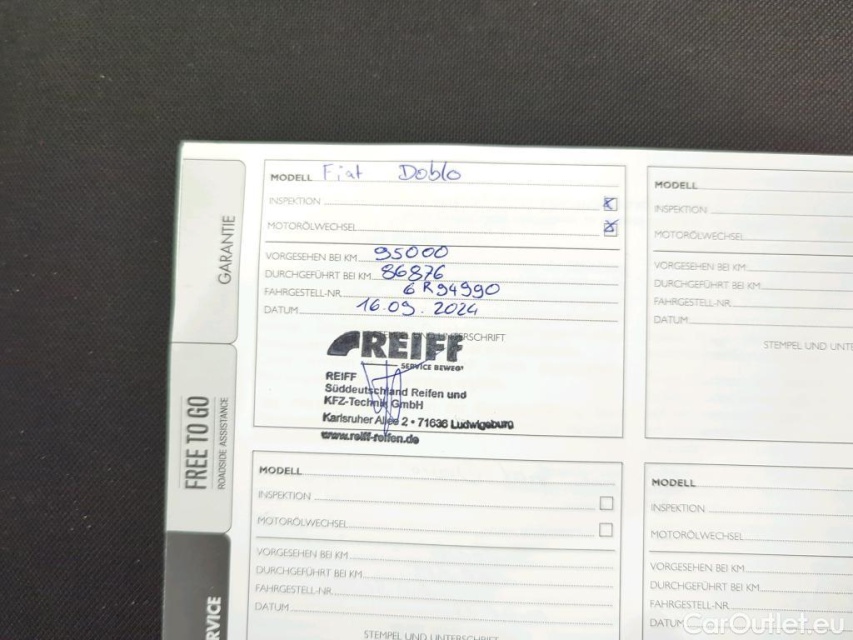 GARANTIE
FREE TO GO
ROADSIDE ASSISTANCE
RVICE
MODELL Fiat Doblo
INSPEKTION
MOTORÖLWECHSEL
VORGESEHEN BEI KM 95000
DURCHGEFÜHRT BEI KM 86876
FAHRGESTELL-NR. 6R94990
DATUM 16.09.2024
STEMPEL UND UNTERSCHRIFT
REIFF
SERVICE BEWEGT
REIFF
Süddeutschland Reifen und
KFZ-Technik GmbH
Karlsruher Allee 2 • 71636 Ludwigsburg
www.reiff-reifen.de
MODELL
INSPEKTION
MOTORÖLWECHSEL
VORGESEHEN BEI KM
DURCHGEFÜHRT BEI KM
FAHRGESTELL-NR.
DATUM
STEMPEL UND UNTE
MODELL
INSPEKTION
MOTORÖLWECHSEL
VORGESEHEN BEI KM
DURCHGEFÜHRT BEI KM
FAHRGESTELL-NR.
DATUM
STEMPEL UND UNTERSCHRIFT
MODELL
INSPEKTION
MOTORÖLWECHSEL
VORGESEHEN BEI KM
DURCHGEFÜHRT BEI KM
FAHRGESTELL-NR.
DATUM
CarOutlet.eu